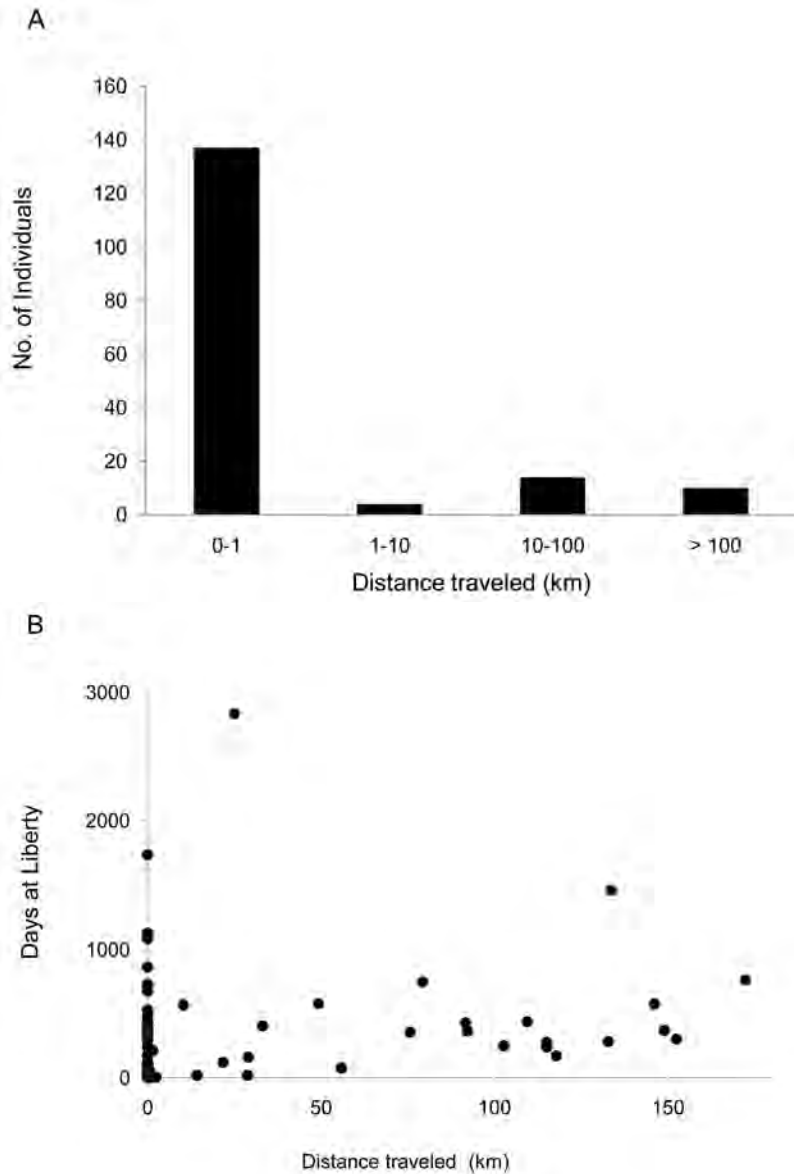 A
160
140
120
100
80
60
40
20
0
No. of Individuals
0-1 1-10 10-100 > 100
Distance traveled (km)
B
3000
2000
1000
0
Days at Liberty
0 50 100 150
Distance traveled (km)